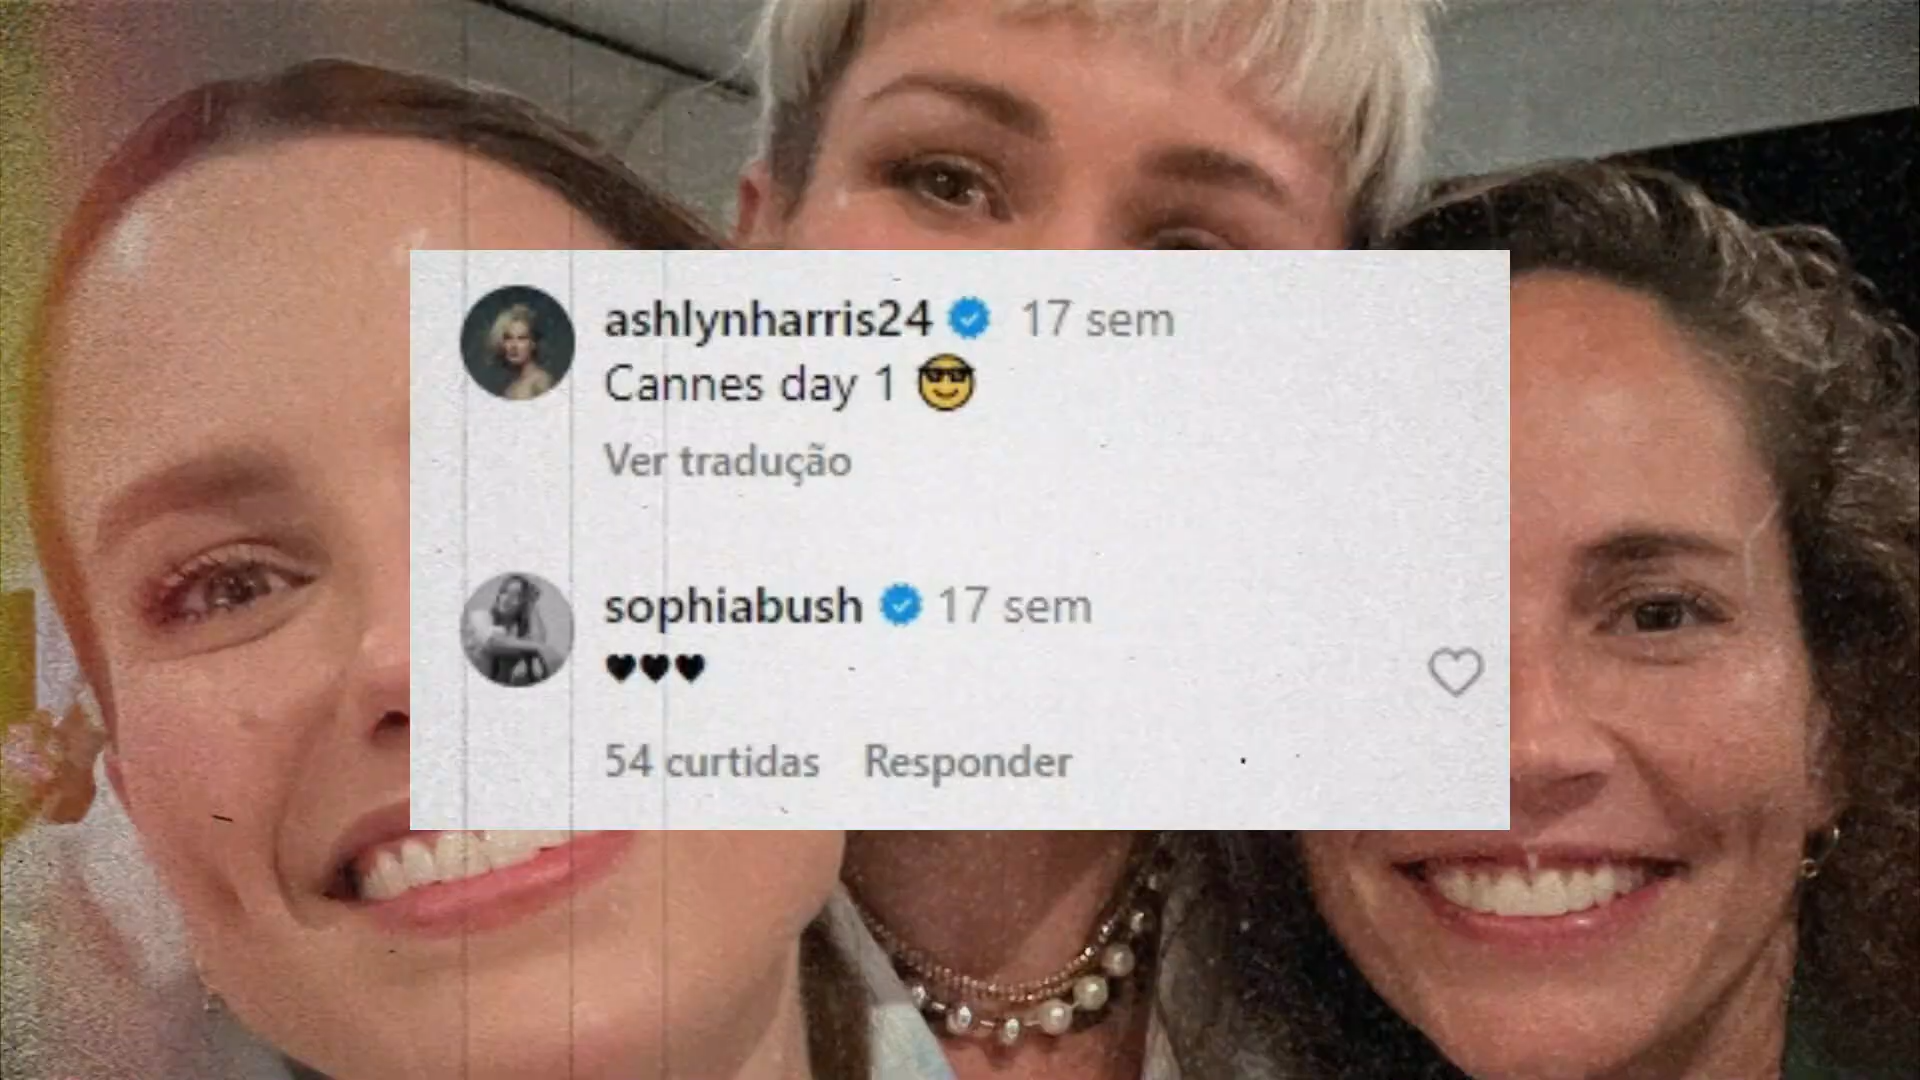 ashlynharris24 17 sem
Cannes day 1 😎
Ver tradução
sophiabush 17 sem
🖤🖤🖤
54 curtidas Responder